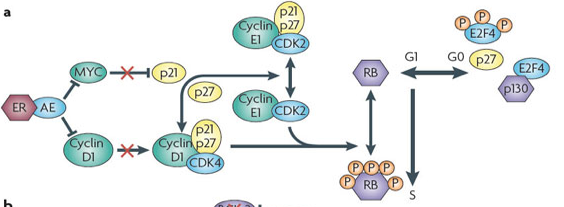 a
p21
p27
Cyclin
E1
CDK2
P P P
E2F4
MYC
p21
G1
G0
p27
RB
E2F4
p130
p27
ER AE
Cyclin
E1
CDK2
Cyclin
D1
Cyclin
D1
p21
p27
CDK4
P P P
P RB P
S
b